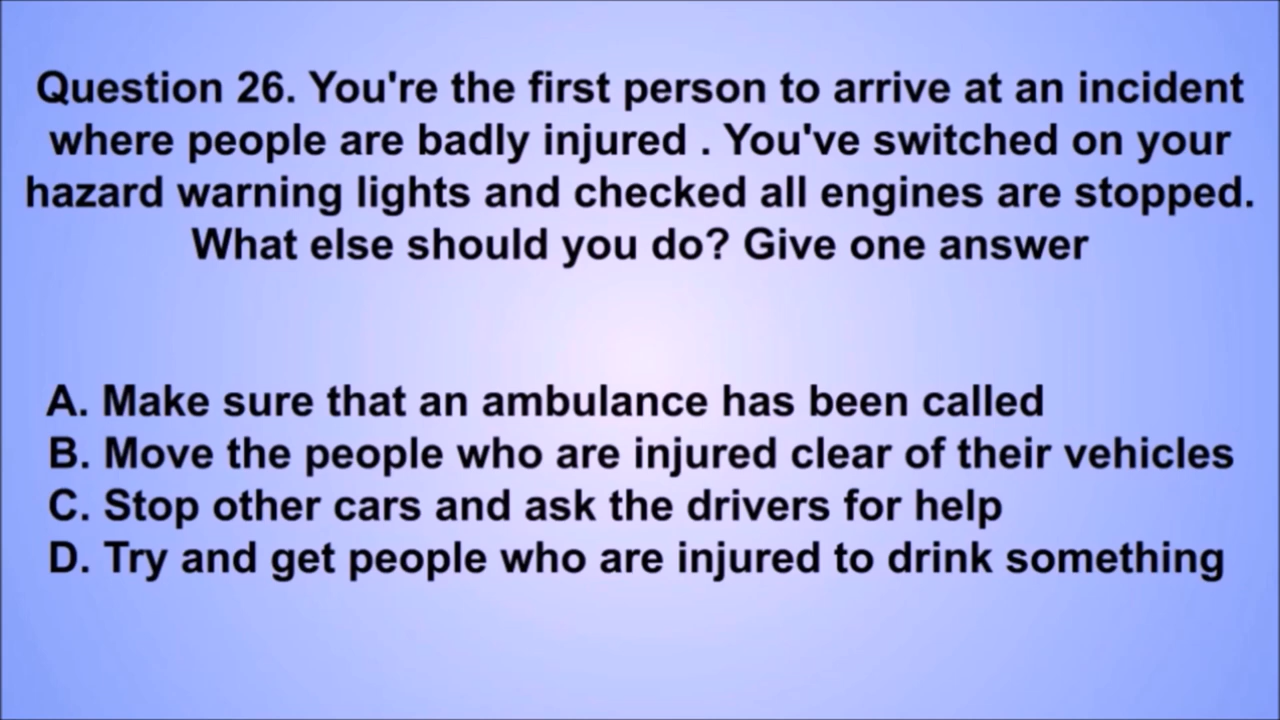 Question 26. You're the first person to arrive at an incident
where people are badly injured . You've switched on your
hazard warning lights and checked all engines are stopped.
What else should you do? Give one answer
A. Make sure that an ambulance has been called
B. Move the people who are injured clear of their vehicles
C. Stop other cars and ask the drivers for help
D. Try and get people who are injured to drink something